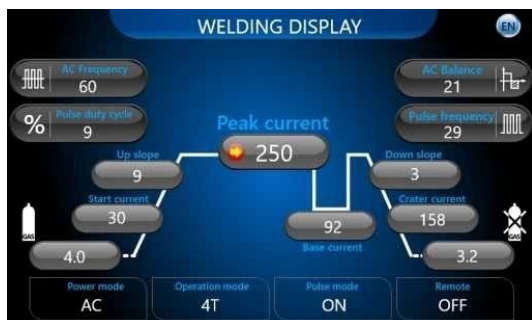 WELDING DISPLAY
EN
AC Frequency
60
AC Balance
21
%
Pulse duty cycle
9
Pulse frequency
29
Peak current
250
Up slope
9
Down slope
3
Start current
30
Crater current
158
92
Base current
GAS
4.0
3.2
GAS
Power mode
AC
Operation mode
4T
Pulse mode
ON
Remote
OFF